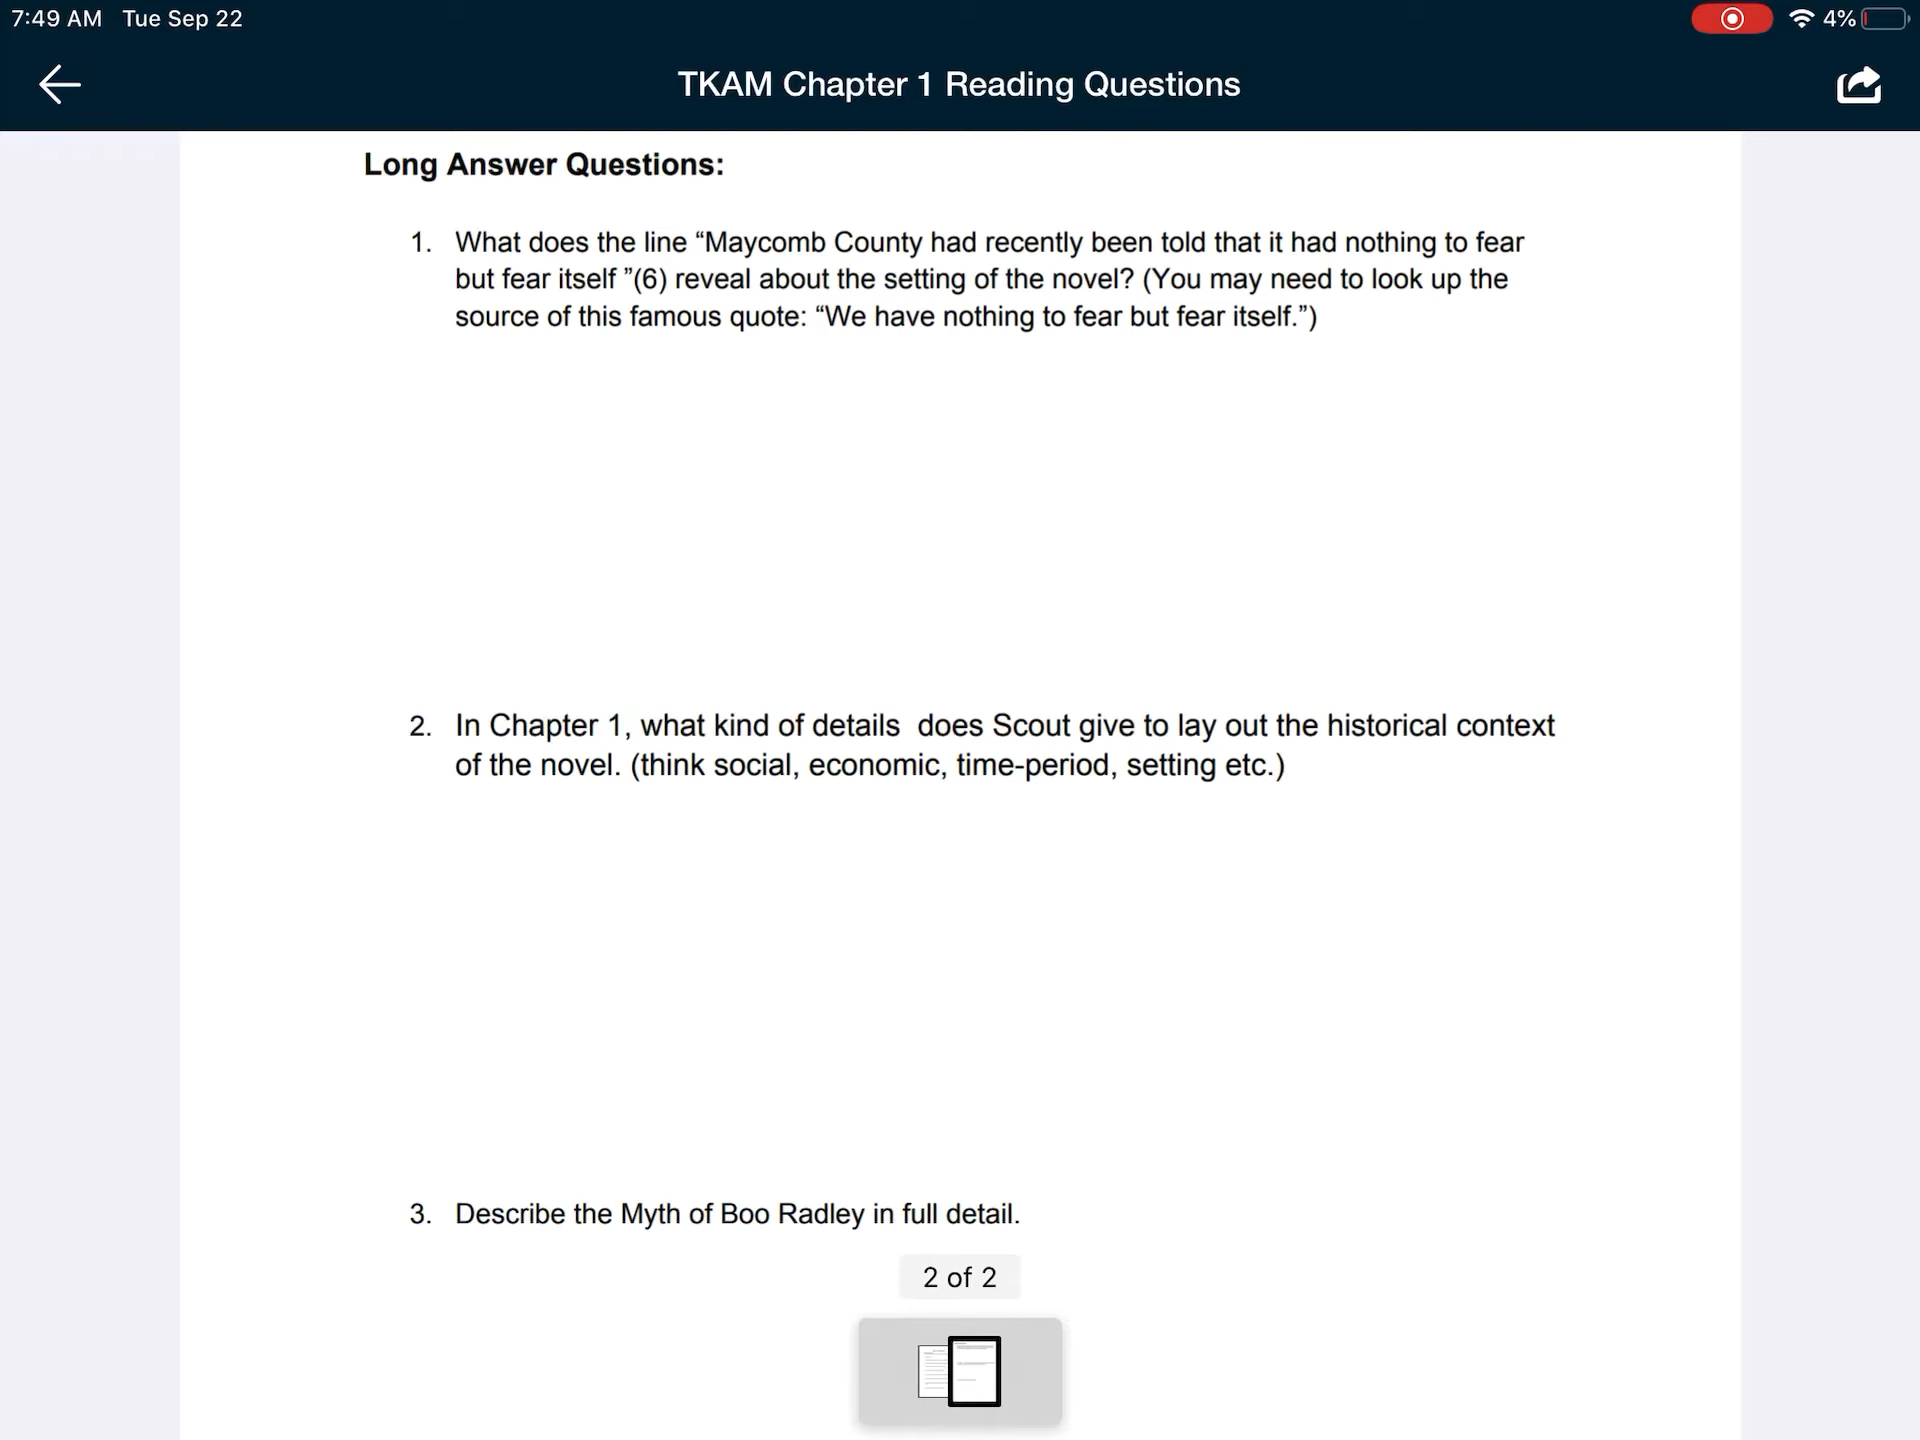 7:49 AM Tue Sep 22
4%
TKAM Chapter 1 Reading Questions
Long Answer Questions:
1. What does the line “Maycomb County had recently been told that it had nothing to fear
but fear itself ”(6) reveal about the setting of the novel? (You may need to look up the
source of this famous quote: “We have nothing to fear but fear itself.”)
2. In Chapter 1, what kind of details  does Scout give to lay out the historical context
of the novel. (think social, economic, time-period, setting etc.)
3. Describe the Myth of Boo Radley in full detail.
2 of 2